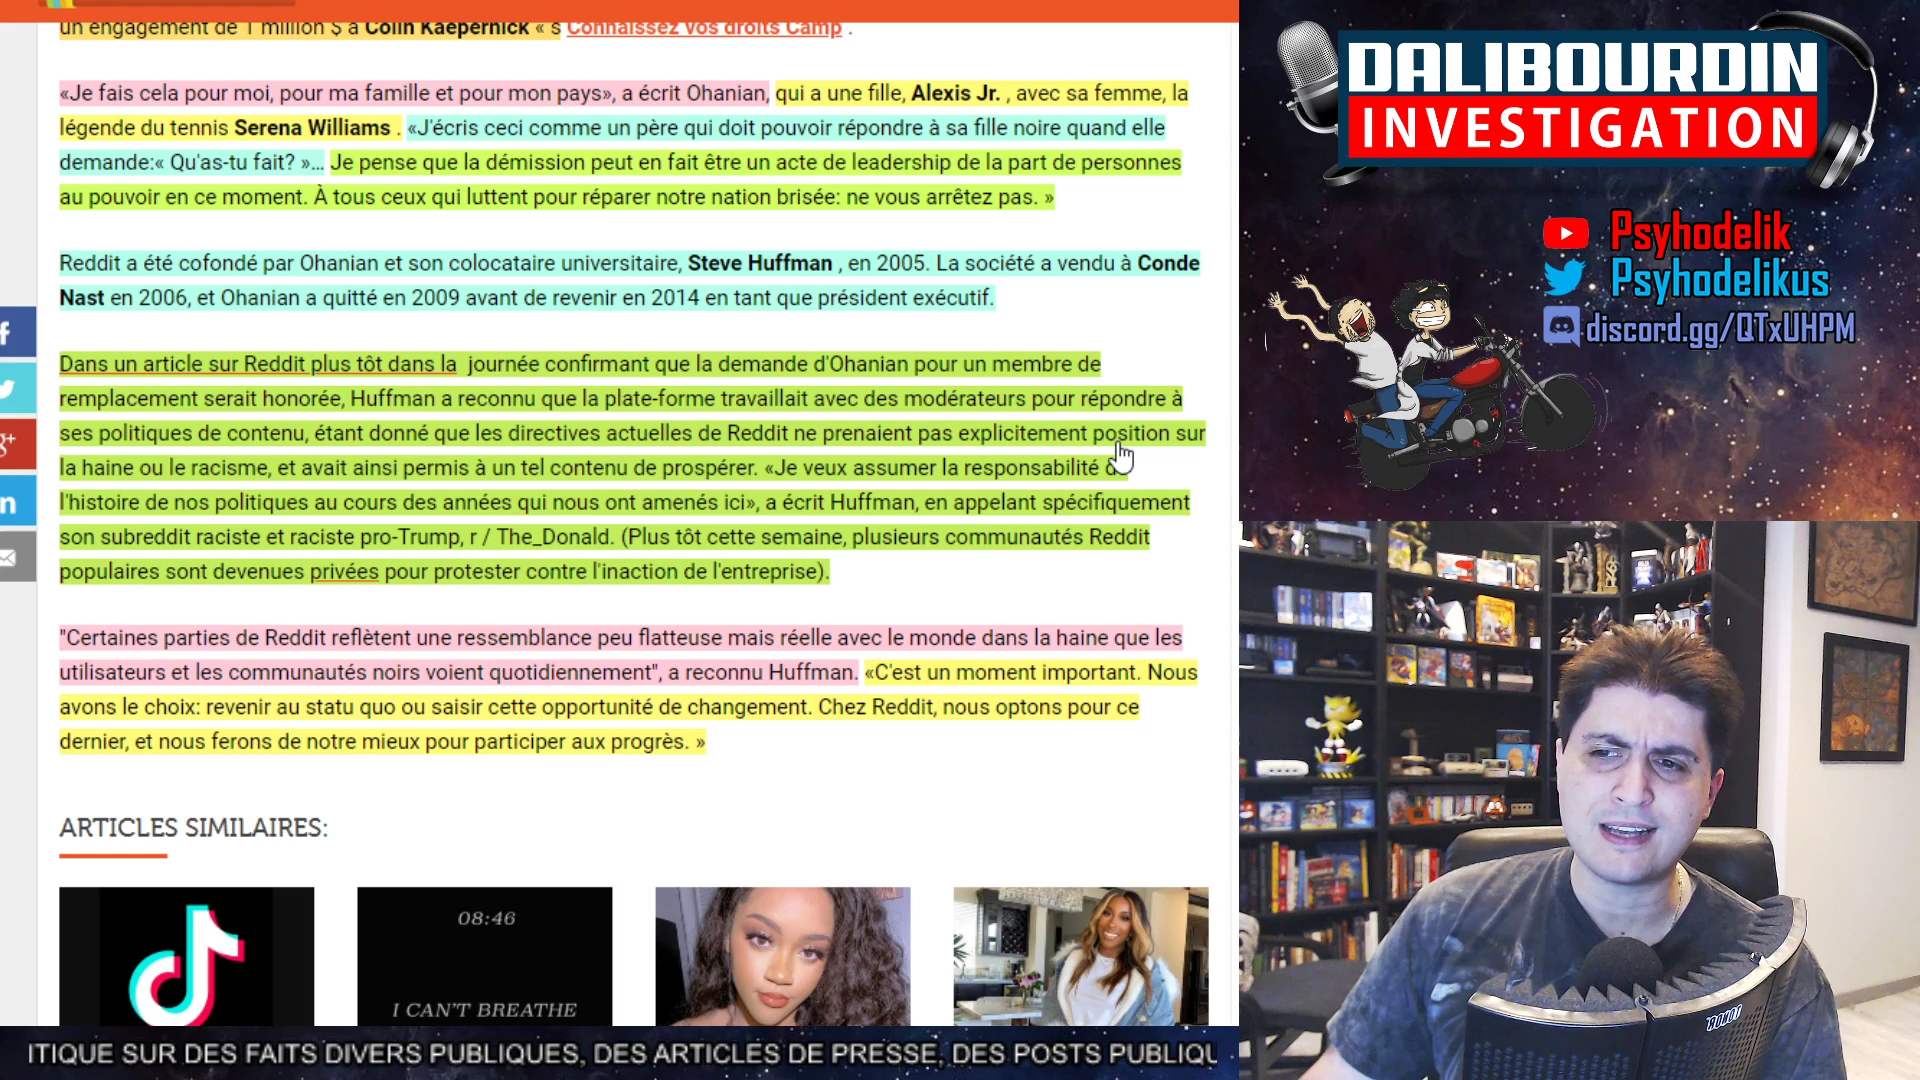 un engagement de 1 million $ à Colin Kaepernick « s Connaissez vos droits Camp .
«Je fais cela pour moi, pour ma famille et pour mon pays», a écrit Ohanian, qui a une fille, Alexis Jr. , avec sa femme, la
légende du tennis Serena Williams . «J'écris ceci comme un père qui doit pouvoir répondre à sa fille noire quand elle
demande:« Qu'as-tu fait? »... Je pense que la démission peut en fait être un acte de leadership de la part de personnes
au pouvoir en ce moment. À tous ceux qui luttent pour réparer notre nation brisée: ne vous arrêtez pas. »
Reddit a été cofondé par Ohanian et son colocataire universitaire, Steve Huffman , en 2005. La société a vendu à Conde
Nast en 2006, et Ohanian a quitté en 2009 avant de revenir en 2014 en tant que président exécutif.
Dans un article sur Reddit plus tôt dans la journée confirmant que la demande d'Ohanian pour un membre de
remplacement serait honorée, Huffman a reconnu que la plate-forme travaillait avec des modérateurs pour répondre à
ses politiques de contenu, étant donné que les directives actuelles de Reddit ne prenaient pas explicitement position sur
la haine ou le racisme, et avait ainsi permis à un tel contenu de prospérer. «Je veux assumer la responsabilité
l'histoire de nos politiques au cours des années qui nous ont amenés ici», a écrit Huffman, en appelant spécifiquement
son subreddit raciste et raciste pro-Trump, r / The_Donald. (Plus tôt cette semaine, plusieurs communautés Reddit
populaires sont devenues privées pour protester contre l'inaction de l'entreprise).
"Certaines parties de Reddit reflètent une ressemblance peu flatteuse mais réelle avec le monde dans la haine que les
utilisateurs et les communautés noirs voient quotidiennement", a reconnu Huffman. «C'est un moment important. Nous
avons le choix: revenir au statu quo ou saisir cette opportunité de changement. Chez Reddit, nous optons pour ce
dernier, et nous ferons de notre mieux pour participer aux progrès. »
ARTICLES SIMILAIRES:
08:46
I CAN'T BREATHE
ITIQUE SUR DES FAITS DIVERS PUBLIQUES, DES ARTICLES DE PRESSE, DES POSTS PUBLIQU
DALIBOURDIN
INVESTIGATION
Psyhodelik
Psyhodelikus
discord.gg/QTxUHPM